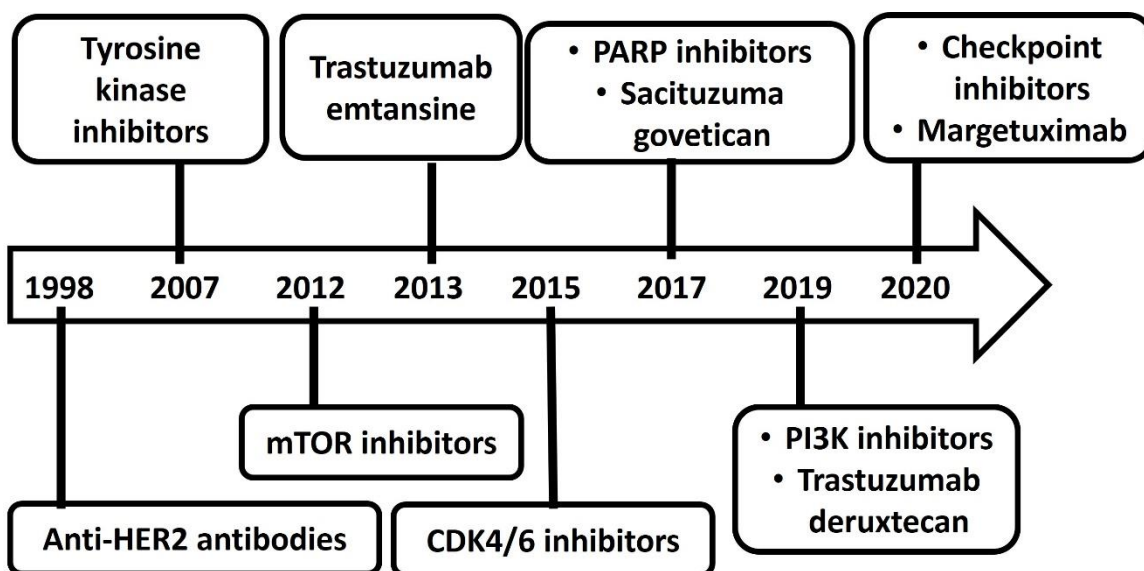 Tyrosine
kinase
inhibitors
Trastuzumab
emtansine
• PARP inhibitors
• Sacituzuma
govetican
• Checkpoint
inhibitors
• Margetuximab
1998 2007 2012 2013 2015 2017 2019 2020
mTOR inhibitors
• PI3K inhibitors
• Trastuzumab
deruxtecan
Anti-HER2 antibodies
CDK4/6 inhibitors